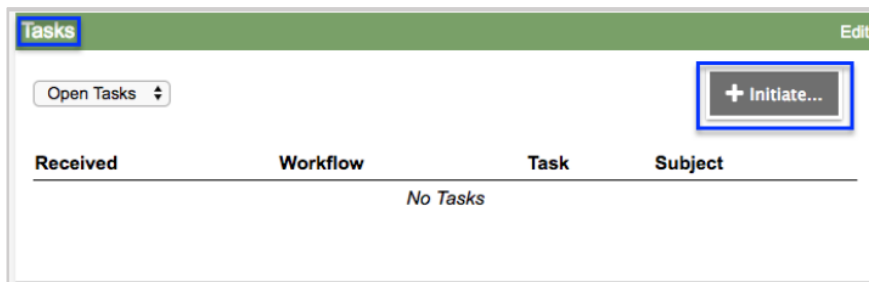 Tasks Edit
Open Tasks + Initiate...
Received Workflow Task Subject
No Tasks